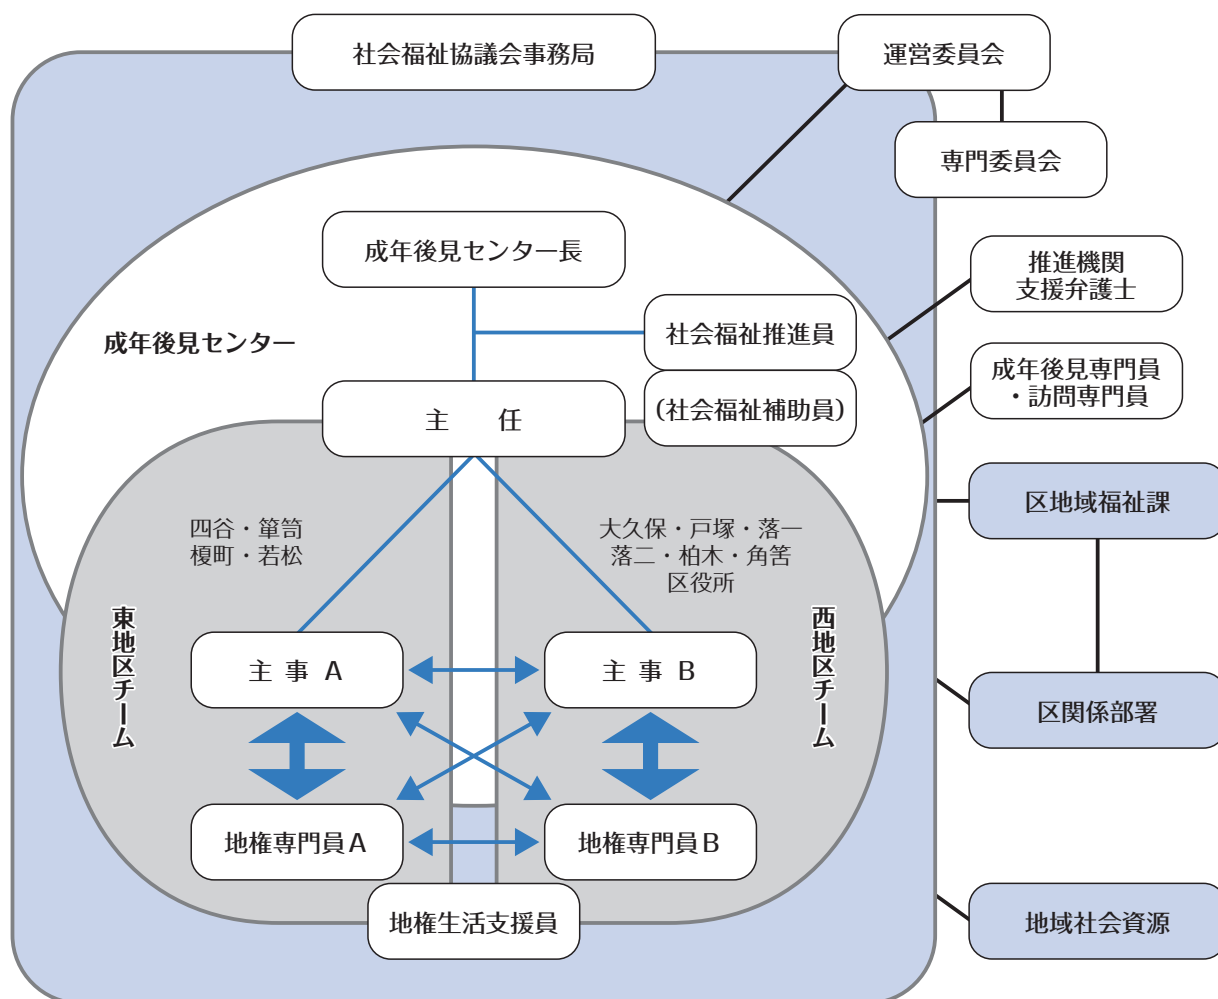 社会福祉協議会事務局
運営委員会
専門委員会
成年後見センター長
推進機関
支援弁護士
成年後見センター
社会福祉推進員
成年後見専門員
・訪問専門員
(社会福祉補助員)
主 任
区地域福祉課
四谷・箪笥
榎町・若松
大久保・戸塚・落一
落二・柏木・角筈
区役所
東地区チーム
西地区チーム
主 事 A
主 事 B
区関係部署
地権専門員A
地権専門員B
地権生活支援員
地域社会資源